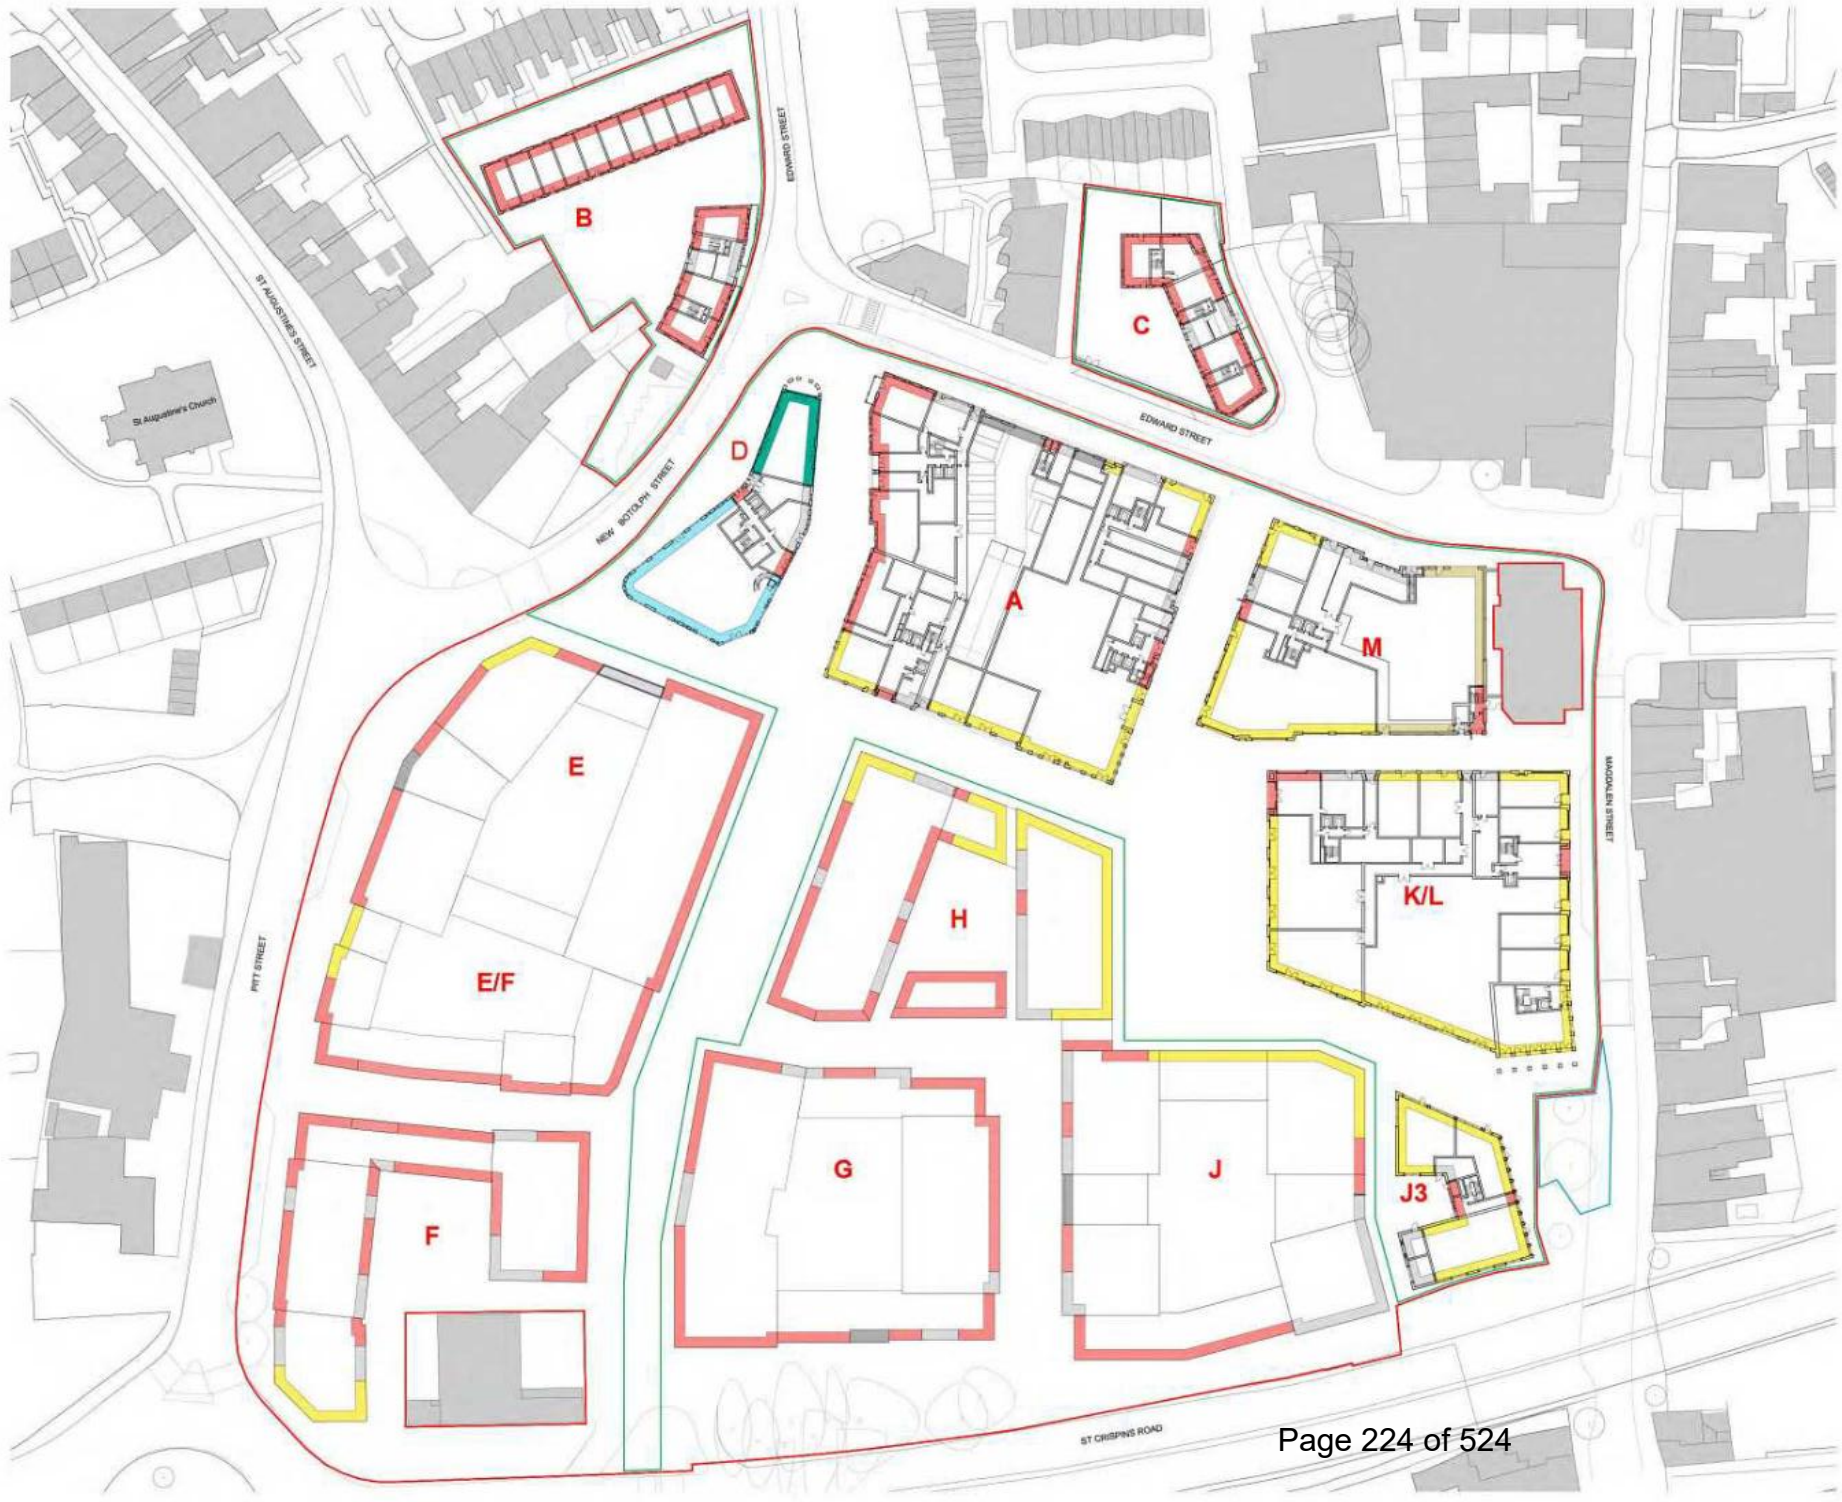 EDWARD STREET
B
ST AUGUSTINES STREET
C
St Augustine's Church
EDWARD STREET
D
NEW BOTOLPH STREET
A
M
E
MAGDALEN STREET
K/L
H
PITT STREET
E/F
G
J
J3
F
ST CRISPINS ROAD
Page 224 of 524